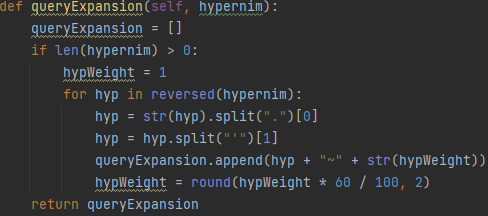 def queryExpansion(self, hypernim):
    queryExpansion = []
    if len(hypernim) > 0:
        hypWeight = 1
        for hyp in reversed(hypernim):
            hyp = str(hyp).split(".")[0]
            hyp = hyp.split("'")[1]
            queryExpansion.append(hyp + "~" + str(hypWeight))
            hypWeight = round(hypWeight * 60 / 100, 2)
    return queryExpansion